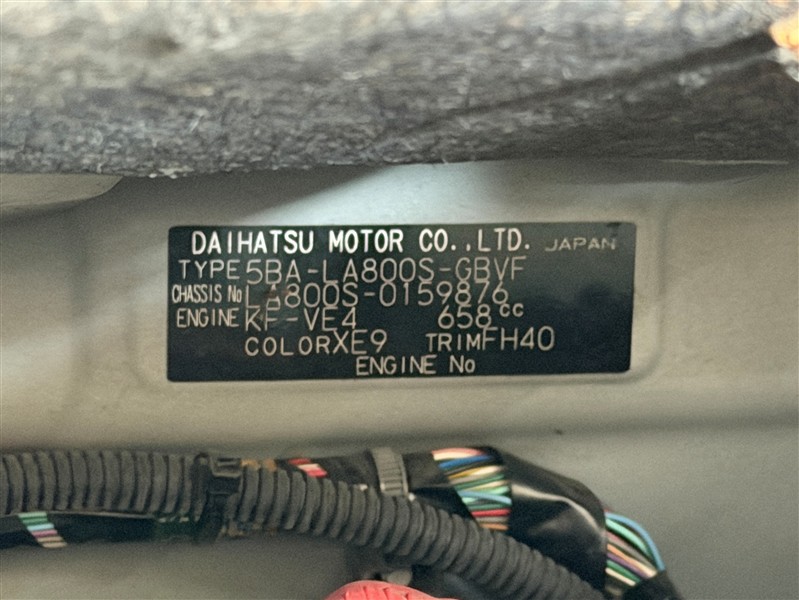 DAIHATSU MOTOR CO.,LTD. JAPAN
TYPE 5BA-LA800S-GBVF
CHASSIS No LA800S-0159876
ENGINE KF-VE4 658cc
COLOR XE9 TRIM FH40
ENGINE No